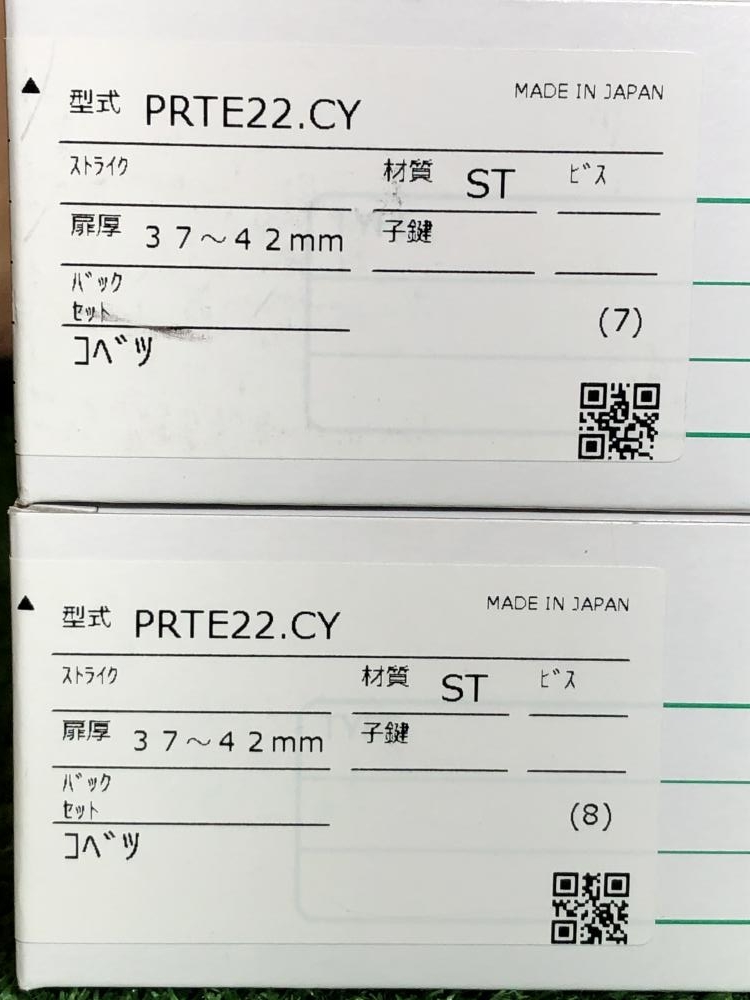 ▲ 型式 PRTE22.CY MADE IN JAPAN
ｽﾄﾗｲｸ 材質 ST ﾋﾞｽ
扉厚 ３７～４２mm 子鍵
ﾊﾞｯｸ
ｾｯﾄ
(7)
ｺﾍﾞﾂ
▲ 型式 PRTE22.CY MADE IN JAPAN
ｽﾄﾗｲｸ 材質 ST ﾋﾞｽ
扉厚 ３７～４２mm 子鍵
ﾊﾞｯｸ
ｾｯﾄ
(8)
ｺﾍﾞﾂ